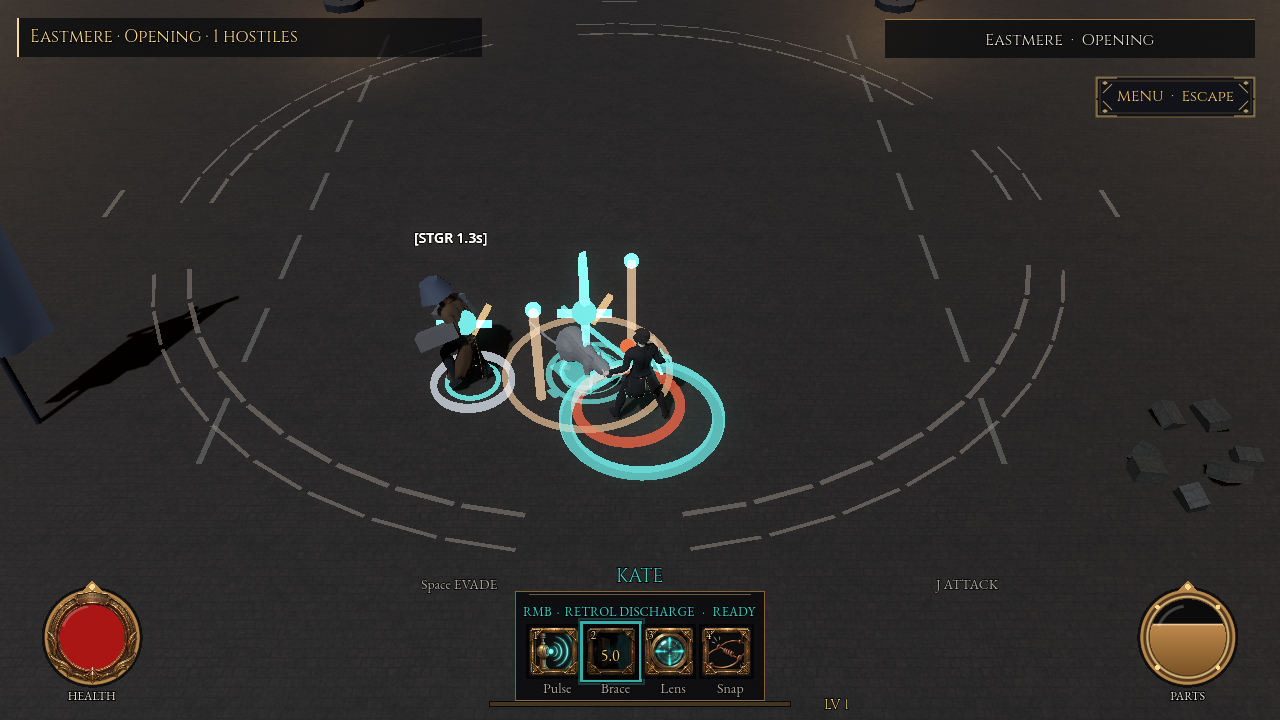 EASTMERE · OPENING · 1 HOSTILES
EASTMERE · OPENING
MENU · ESCAPE
[STGR 1.3s]
KATE
Space EVADE
J ATTACK
RMB · RETROL DISCHARGE · READY
1 2 3 4
5.0
Pulse Brace Lens Snap
HEALTH
PARTS
LV 1